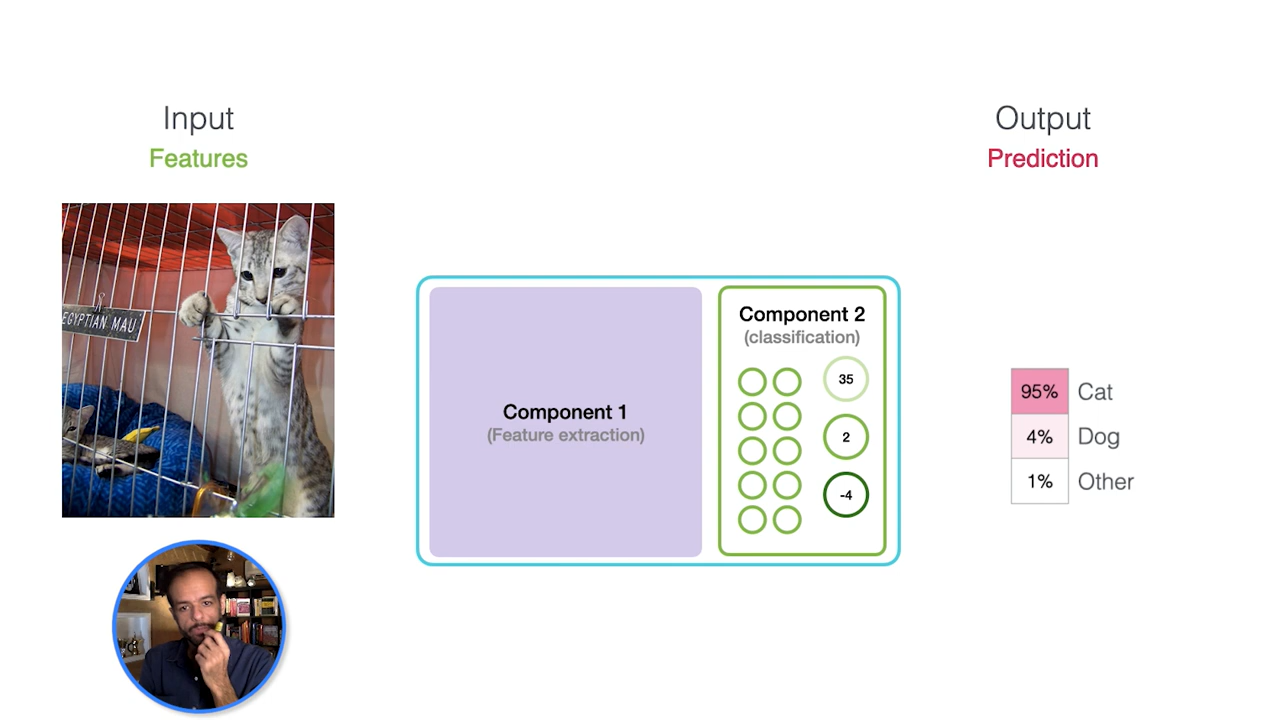 Input
Features
Output
Prediction
EGYPTIAN MAU
Component 1
(Feature extraction)
Component 2
(classification)
35
2
-4
95% Cat
4% Dog
1% Other